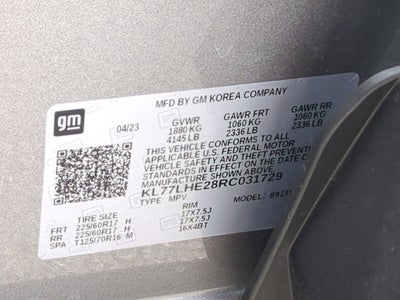 MFD BY GM KOREA COMPANY
gm
04/23 GVWR GAWR FRT GAWR RR
1880 KG 1060 KG 1060 KG
4145 LB 2336 LB 2336 LB
THIS VEHICLE CONFORMS TO ALL
APPLICABLE U.S. FEDERAL MOTOR
VEHICLE SAFETY AND THEFT PREVENTION
STANDARDS IN EFFECT ON THE DATE OF
MANUFACTURE SHOWN ABOVE.
KL77LHE28RC031729
TYPE: MPV MODEL:
TIRE SIZE RIM
FRT 225/60R17 H 17X7.5J
RR 225/60R17 H 17X7.5J
SPA T125/70R16 M 16X4BT